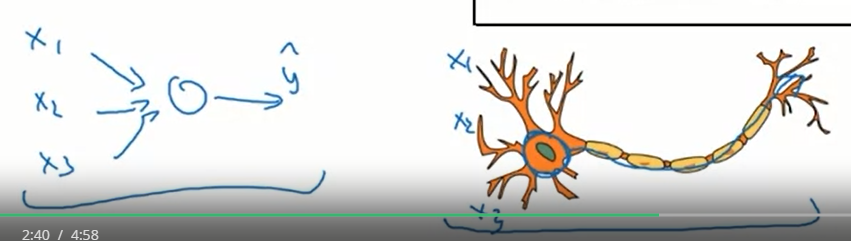 x₁
x₂
x₃
ŷ
x₁
x₂
x₃
2:40 / 4:58